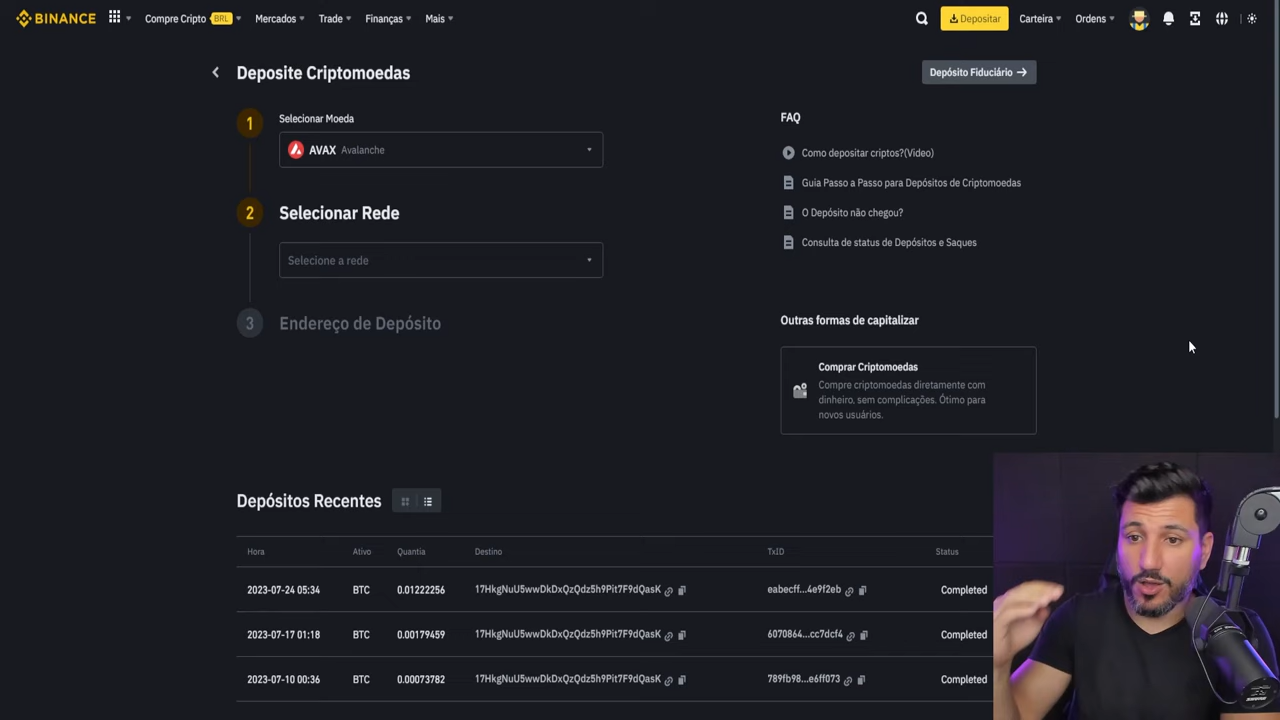 BINANCE
Compre Cripto BRL Mercados Trade Finanças Mais Depositar Carteira Ordens
Deposite Criptomoedas
Depósito Fiduciário →
1
Selecionar Moeda
AVAX Avalanche
2
Selecionar Rede
Selecione a rede
3
Endereço de Depósito
FAQ
Como depositar criptos?(Video)
Guia Passo a Passo para Depósitos de Criptomoedas
O Depósito não chegou?
Consulta de status de Depósitos e Saques
Outras formas de capitalizar
Comprar Criptomoedas
Compre criptomoedas diretamente com
dinheiro, sem complicações. Ótimo para
novos usuários.
Depósitos Recentes
Hora Ativo Quantia Destino TxID Status
2023-07-24 05:34 BTC 0.01222256 17HkgNuU5wwDkDxQzQdz5h9Pit7F9dQasK eabecff...4e9f2eb Completed
2023-07-17 01:18 BTC 0.00179459 17HkgNuU5wwDkDxQzQdz5h9Pit7F9dQasK 6070864...cc7dcf4 Completed
2023-07-10 00:36 BTC 0.00073782 17HkgNuU5wwDkDxQzQdz5h9Pit7F9dQasK 789fb98...e6ff073 Completed